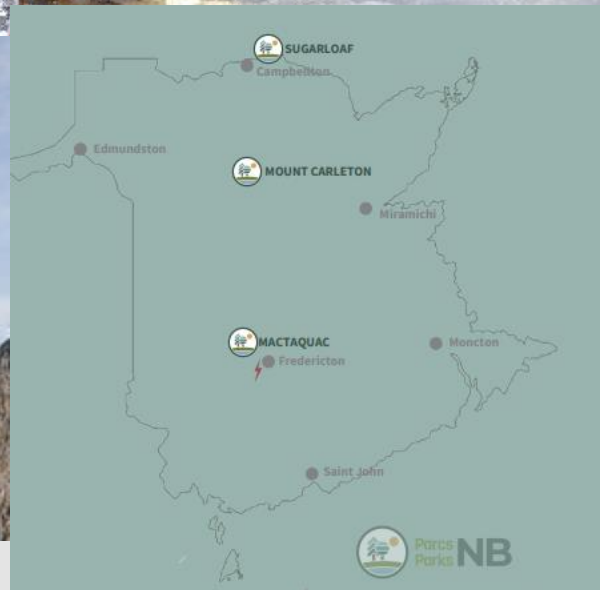 SUGARLOAF
Campbellton
Edmundston
MOUNT CARLETON
Miramichi
MACTAQUAC
Moncton
Fredericton
Saint John
Parcs
Parks NB